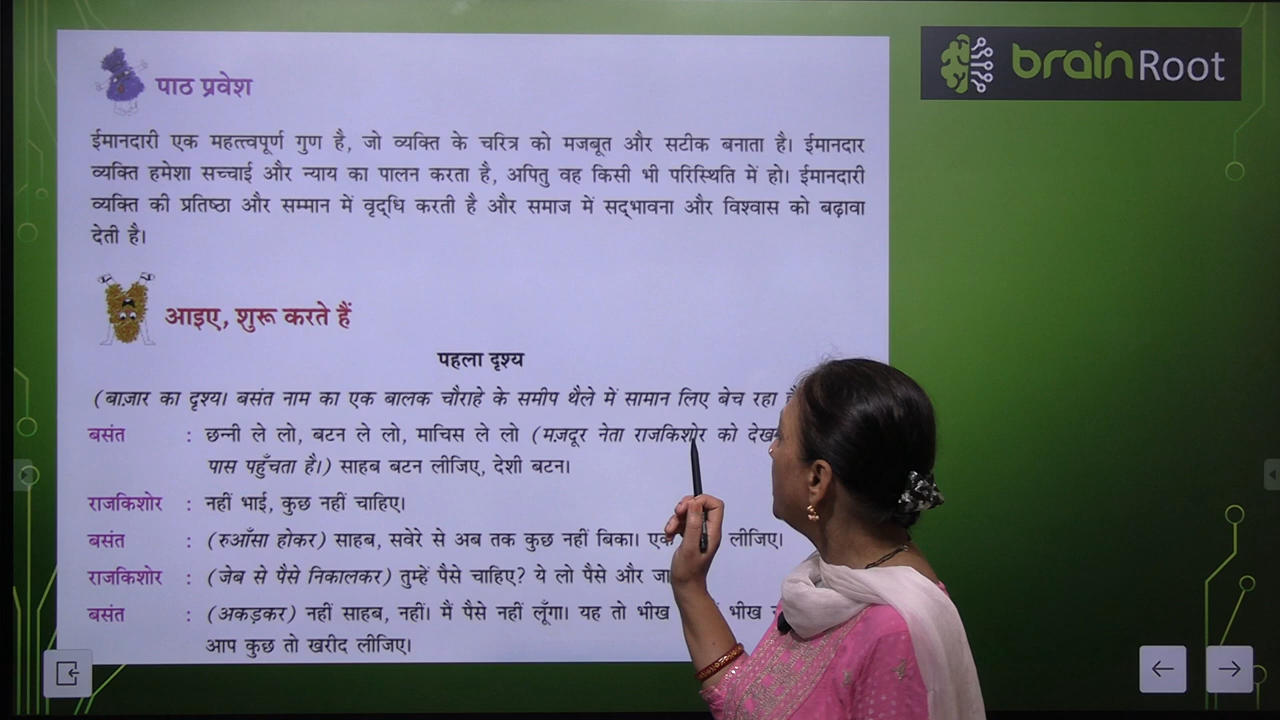 brainRoot
पाठ प्रवेश
ईमानदारी एक महत्त्वपूर्ण गुण है, जो व्यक्ति के चरित्र को मजबूत और सटीक बनाता है। ईमानदार
व्यक्ति हमेशा सच्चाई और न्याय का पालन करता है, अपितु वह किसी भी परिस्थिति में हो। ईमानदारी
व्यक्ति की प्रतिष्ठा और सम्मान में वृद्धि करती है और समाज में सद्भावना और विश्वास को बढ़ावा
देती है।
आइए, शुरू करते हैं
पहला दृश्य
(बाज़ार का दृश्य। बसंत नाम का एक बालक चौराहे के समीप थैले में सामान लिए बेच रहा
बसंत : छन्नी ले लो, बटन ले लो, माचिस ले लो (मज़दूर नेता राजकिशोर को
पास पहुँचता है।) साहब बटन लीजिए, देशी बटन।
राजकिशोर : नहीं भाई, कुछ नहीं चाहिए।
बसंत : (रुआँसा होकर) साहब, सवेरे से अब तक कुछ नहीं बिका। एक लीजिए।
राजकिशोर : (जेब से पैसे निकालकर) तुम्हें पैसे चाहिए? ये लो पैसे और
बसंत : (अकड़कर) नहीं साहब, नहीं। मैं पैसे नहीं लूँगा। यह तो भीख भीख
आप कुछ तो खरीद लीजिए।